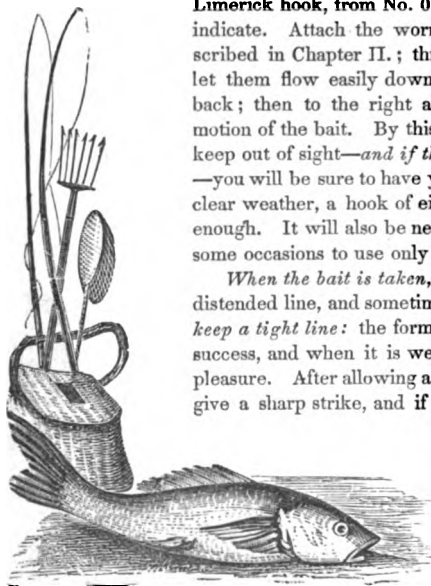 Limerick hook, from No. 0
indicate. Attach the wor
scribed in Chapter II.; th
let them flow easily down
back; then to the right a
motion of the bait. By this
keep out of sight—and if th
—you will be sure to have
clear weather, a hook of ei
enough. It will also be ne
some occasions to use only
When the bait is taken,
distended line, and sometim
keep a tight line: the form
success, and when it is we
pleasure. After allowing a
give a sharp strike, and if